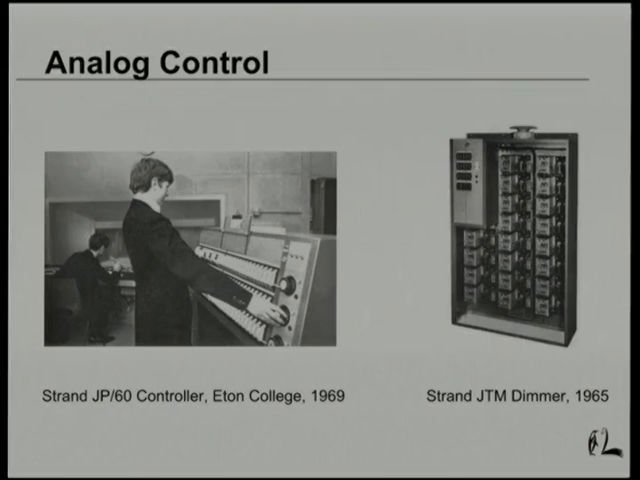 Analog Control
Strand JP/60 Controller, Eton College, 1969
Strand JTM Dimmer, 1965